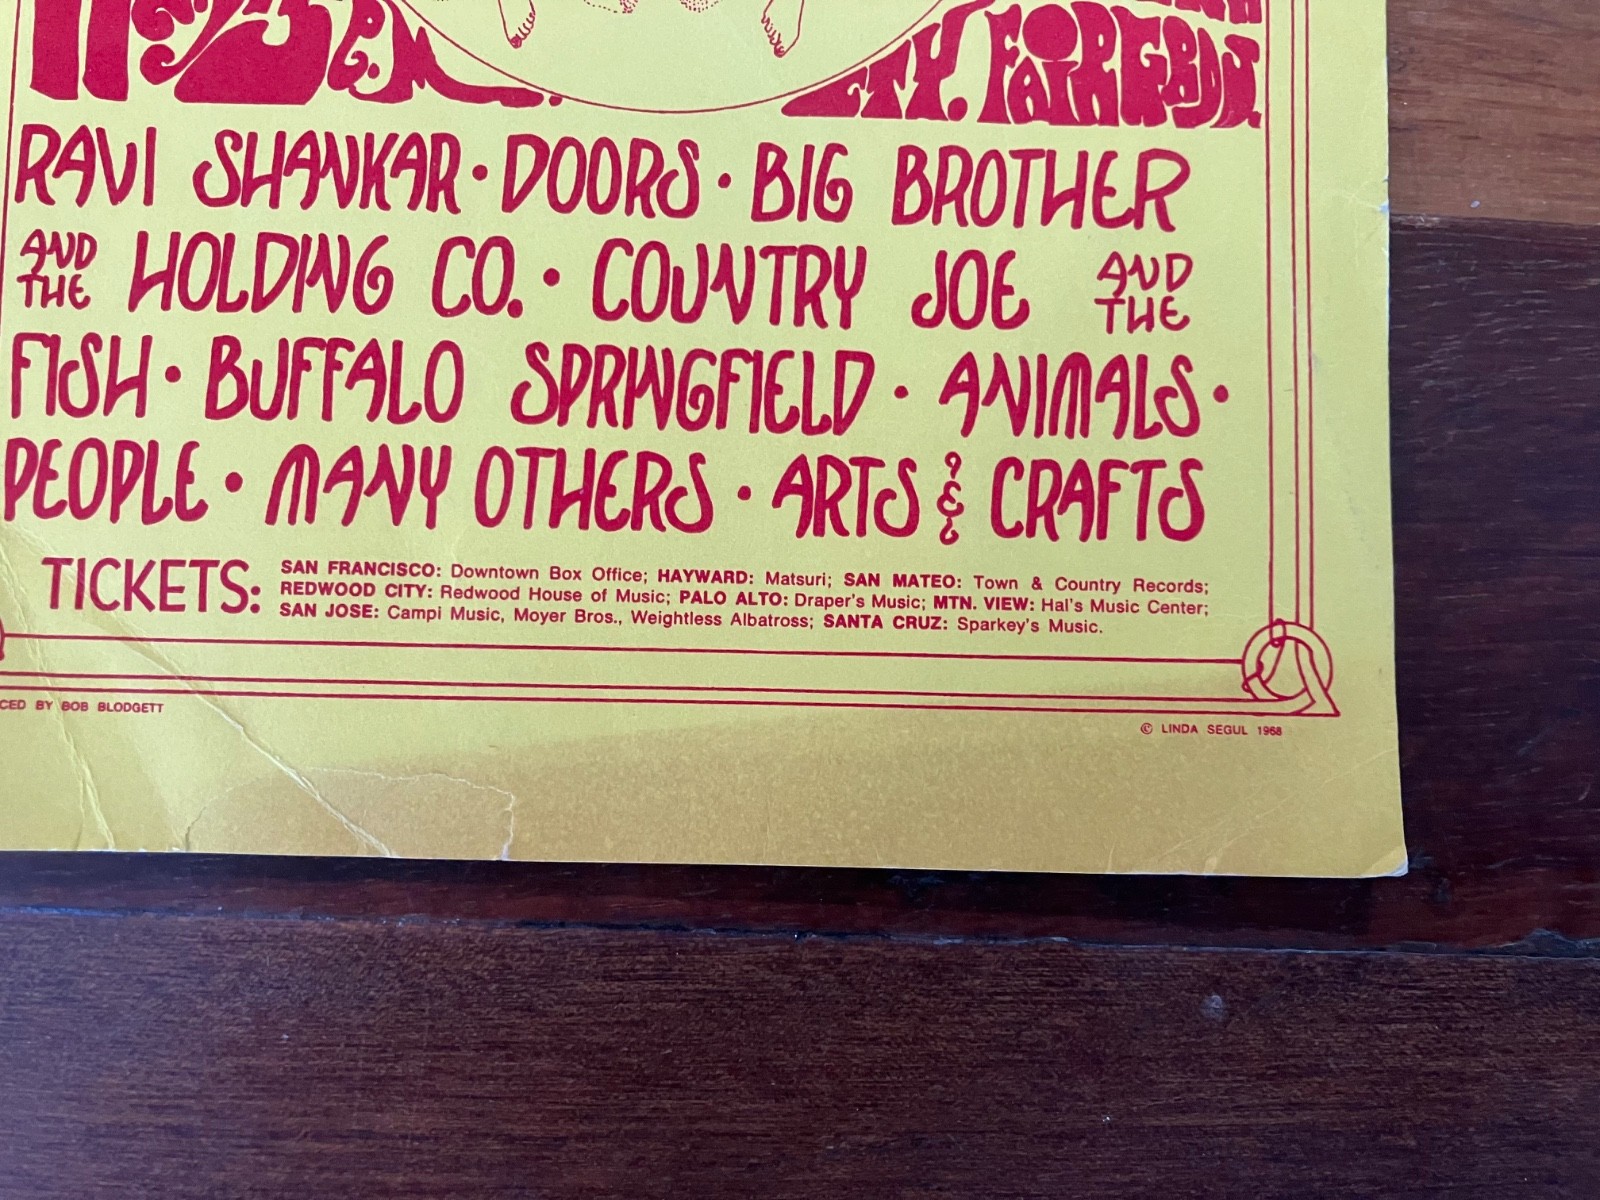 CTY. FAIRGRDS.
RAVI SHANKAR · DOORS · BIG BROTHER
AND THE HOLDING CO. · COUNTRY JOE AND THE
FISH · BUFFALO SPRINGFIELD · ANIMALS ·
PEOPLE · MANY OTHERS · ARTS & CRAFTS
TICKETS: SAN FRANCISCO: Downtown Box Office; HAYWARD: Matsuri; SAN MATEO: Town & Country Records;
REDWOOD CITY: Redwood House of Music; PALO ALTO: Draper's Music; MTN. VIEW: Hal's Music Center;
SAN JOSE: Campi Music, Moyer Bros., Weightless Albatross; SANTA CRUZ: Sparkey's Music.
CED BY BOB BLODGETT
© LINDA SEGUL 1968